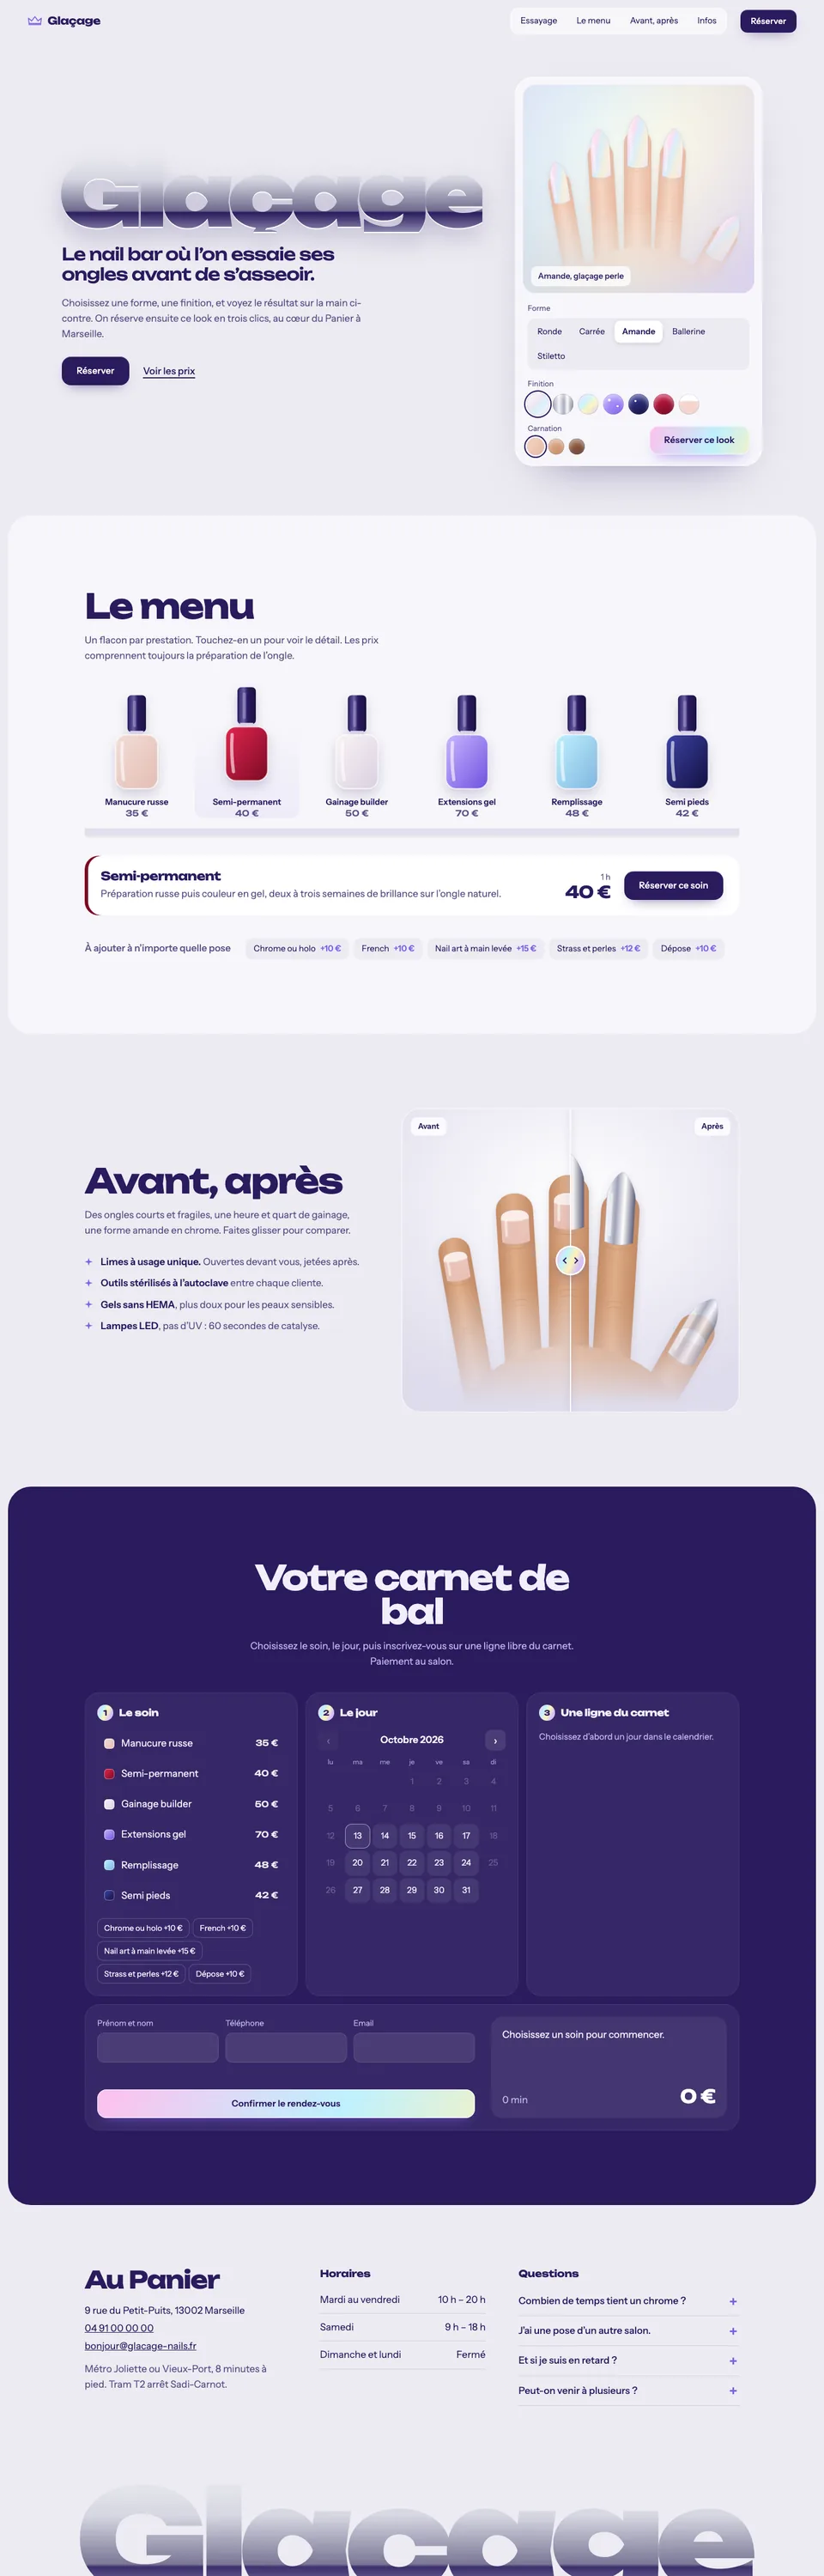 Glaçage
Essayage
Le menu
Avant, après
Infos
Réserver
Glaçage
Le nail bar où l'on essaie ses
ongles avant de s'asseoir.
Choisissez une forme, une finition, et voyez le résultat sur la main ci-
contre. On réserve ensuite ce look en trois clics, au cœur du Panier à
Marseille.
Réserver
Voir les prix
Amande, glaçage perle
Forme
Ronde
Carrée
Amande
Ballerine
Stiletto
Finition
Carnation
Réserver ce look
Le menu
Un flacon par prestation. Touchez-en un pour voir le détail. Les prix
comprennent toujours la préparation de l'ongle.
Manucure russe
35 €
Semi-permanent
40 €
Gainage builder
50 €
Extensions gel
70 €
Remplissage
48 €
Semi pieds
42 €
Semi-permanent
Préparation russe puis couleur en gel, deux à trois semaines de brillance sur l'ongle naturel.
1 h
40 €
Réserver ce soin
À ajouter à n'importe quelle pose
Chrome ou holo +10 €
French +10 €
Nail art à main levée +15 €
Strass et perles +12 €
Dépose +10 €
Avant, après
Des ongles courts et fragiles, une heure et quart de gainage,
une forme amande en chrome. Faites glisser pour comparer.
Limes à usage unique. Ouvertes devant vous, jetées après.
Outils stérilisés à l'autoclave entre chaque cliente.
Gels sans HEMA, plus doux pour les peaux sensibles.
Lampes LED, pas d'UV : 60 secondes de catalyse.
Avant
Après
Votre carnet de
bal
Choisissez le soin, le jour, puis inscrivez-vous sur une ligne libre du carnet.
Paiement au salon.
1 Le soin
Manucure russe 35 €
Semi-permanent 40 €
Gainage builder 50 €
Extensions gel 70 €
Remplissage 48 €
Semi pieds 42 €
Chrome ou holo +10 €
French +10 €
Nail art à main levée +15 €
Strass et perles +12 €
Dépose +10 €
2 Le jour
‹ Octobre 2026 ›
lu ma me je ve sa di
1 2 3 4
5 6 7 8 9 10 11
12 13 14 15 16 17 18
19 20 21 22 23 24 25
26 27 28 29 30 31
3 Une ligne du carnet
Choisissez d'abord un jour dans le calendrier.
Prénom et nom
Téléphone
Email
Confirmer le rendez-vous
Choisissez un soin pour commencer.
0 min
0 €
Au Panier
9 rue du Petit-Puits, 13002 Marseille
04 91 00 00 00
bonjour@glacage-nails.fr
Métro Joliette ou Vieux-Port, 8 minutes à
pied. Tram T2 arrêt Sadi-Carnot.
Horaires
Mardi au vendredi 10 h – 20 h
Samedi 9 h – 18 h
Dimanche et lundi Fermé
Questions
Combien de temps tient un chrome ? +
J'ai une pose d'un autre salon. +
Et si je suis en retard ? +
Peut-on venir à plusieurs ? +
Glaçage